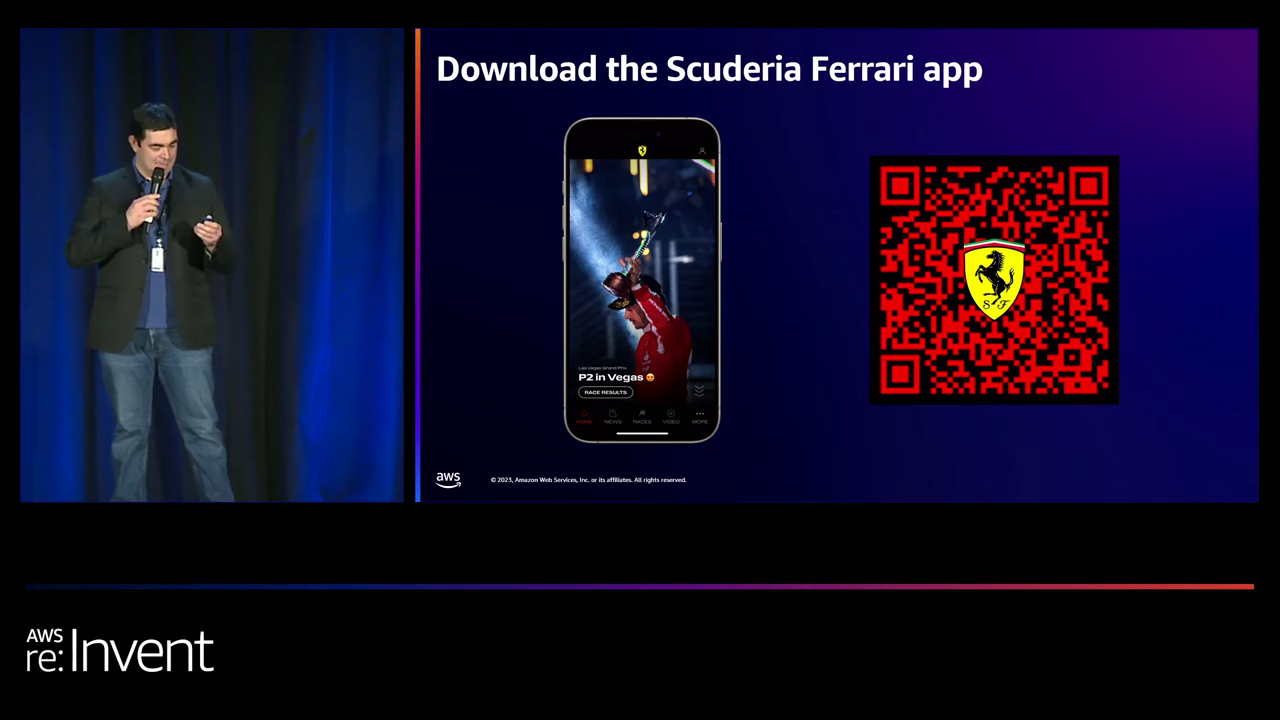 Download the Scuderia Ferrari app
Las Vegas Grand Prix
P2 in Vegas 😍
RACE RESULTS
HOME NEWS RACES VIDEO MORE
S F
aws
© 2023, Amazon Web Services, Inc. or its affiliates. All rights reserved.
AWS
re:Invent